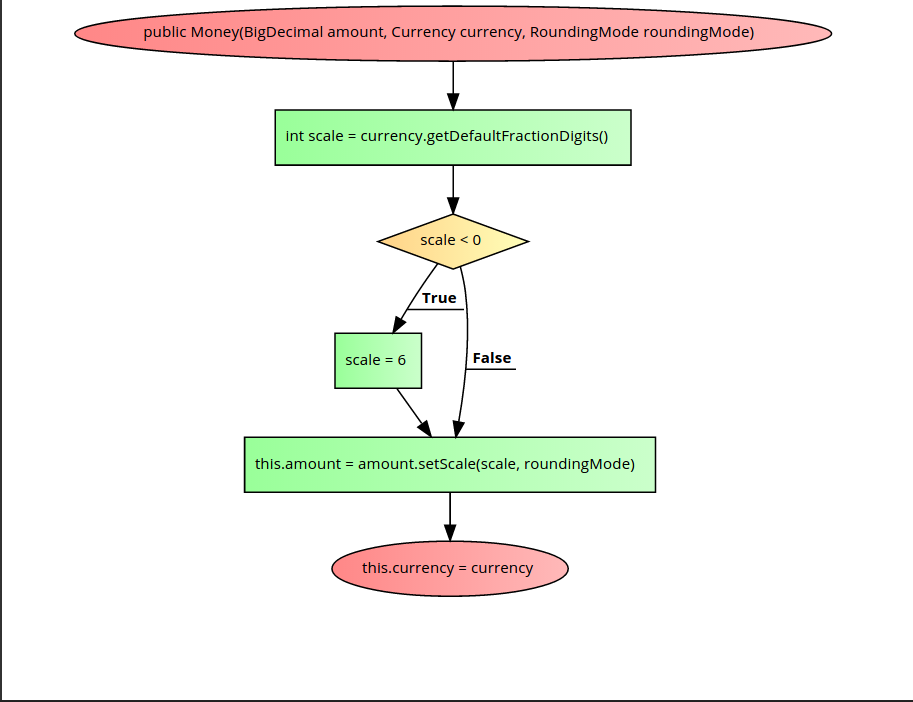 public Money(BigDecimal amount, Currency currency, RoundingMode roundingMode)
int scale = currency.getDefaultFractionDigits()
scale < 0
True
False
scale = 6
this.amount = amount.setScale(scale, roundingMode)
this.currency = currency